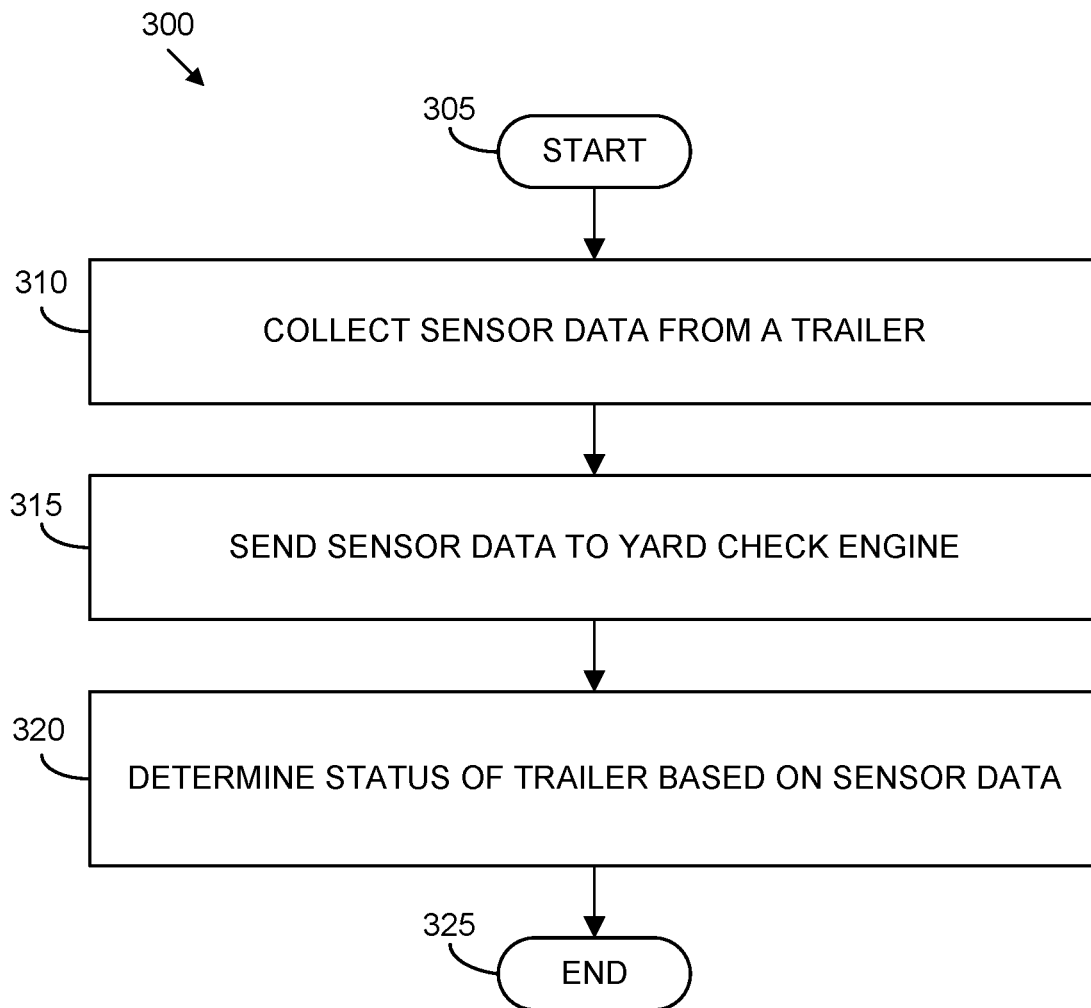 300
305
START
310
COLLECT SENSOR DATA FROM A TRAILER
315
SEND SENSOR DATA TO YARD CHECK ENGINE
320
DETERMINE STATUS OF TRAILER BASED ON SENSOR DATA
325
END